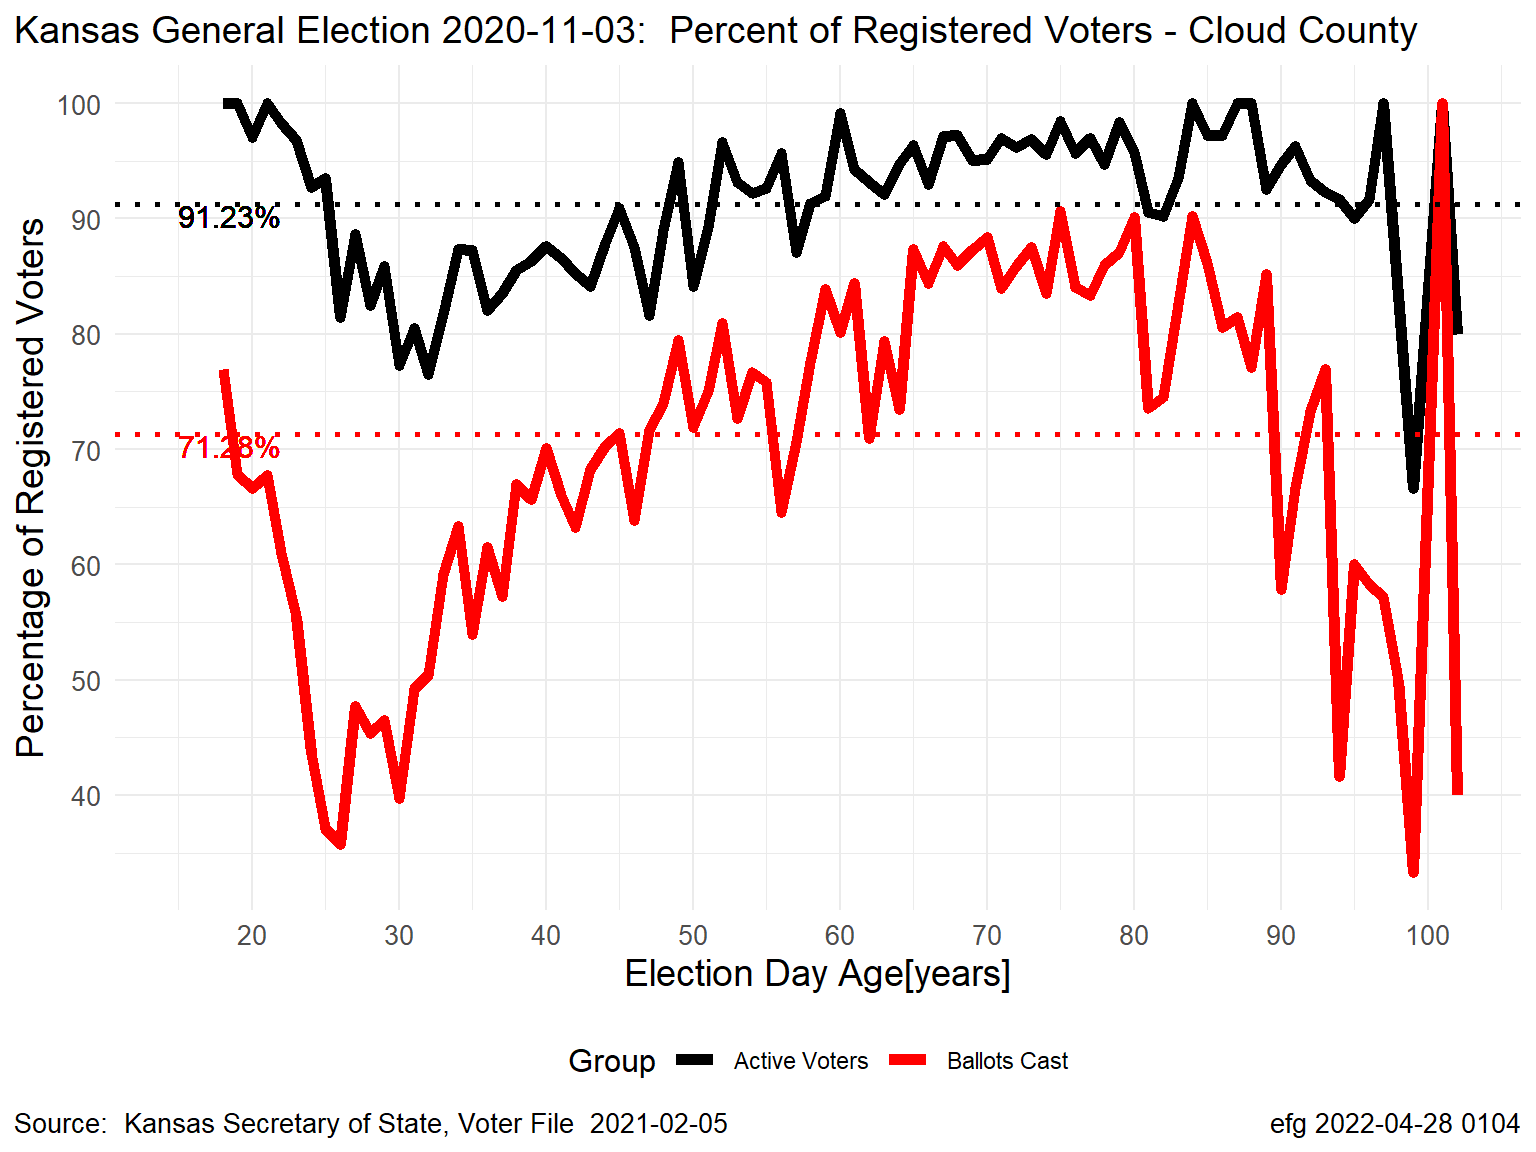 Kansas General Election 2020-11-03:  Percent of Registered Voters - Cloud County
Percentage of Registered Voters
100
90
80
70
60
50
40
91.23%
71.28%
20 30 40 50 60 70 80 90 100
Election Day Age[years]
Group Active Voters Ballots Cast
Source:  Kansas Secretary of State, Voter File  2021-02-05
efg 2022-04-28 0104